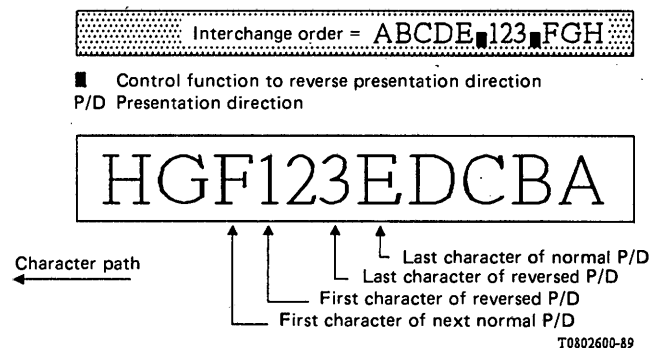 Interchange order = ABCDE■123■FGH
■ Control function to reverse presentation direction
P/D Presentation direction
HGF123EDCBA
Last character of normal P/D
Character path
Last character of reversed P/D
First character of reversed P/D
First character of next normal P/D
T0802600-89